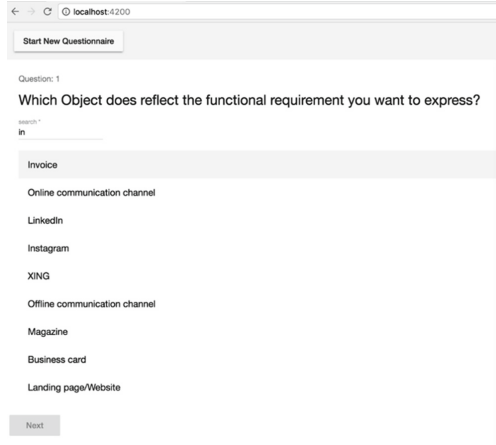 localhost:4200
Start New Questionnaire
Question: 1
Which Object does reflect the functional requirement you want to express?
search *
in
Invoice
Online communication channel
LinkedIn
Instagram
XING
Offline communication channel
Magazine
Business card
Landing page/Website
Next